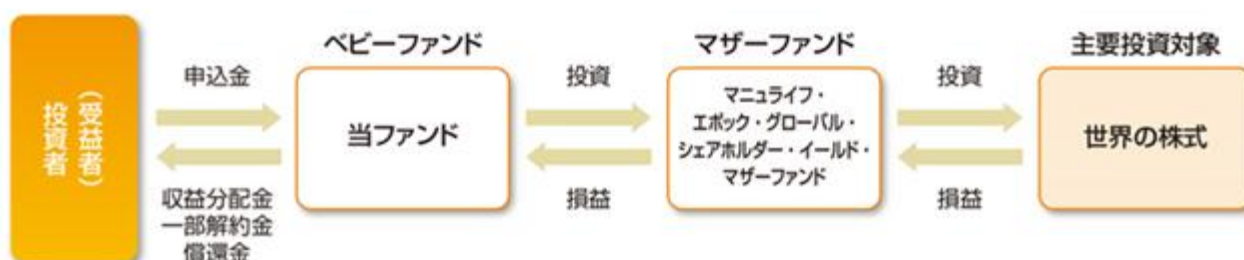 投資者
（受益者）
申込金
収益分配金
一部解約金
償還金
ベビーファンド
当ファンド
投資
損益
マザーファンド
マニュライフ・
エポック・グローバル・
シェアホルダー・イールド・
マザーファンド
投資
損益
主要投資対象
世界の株式